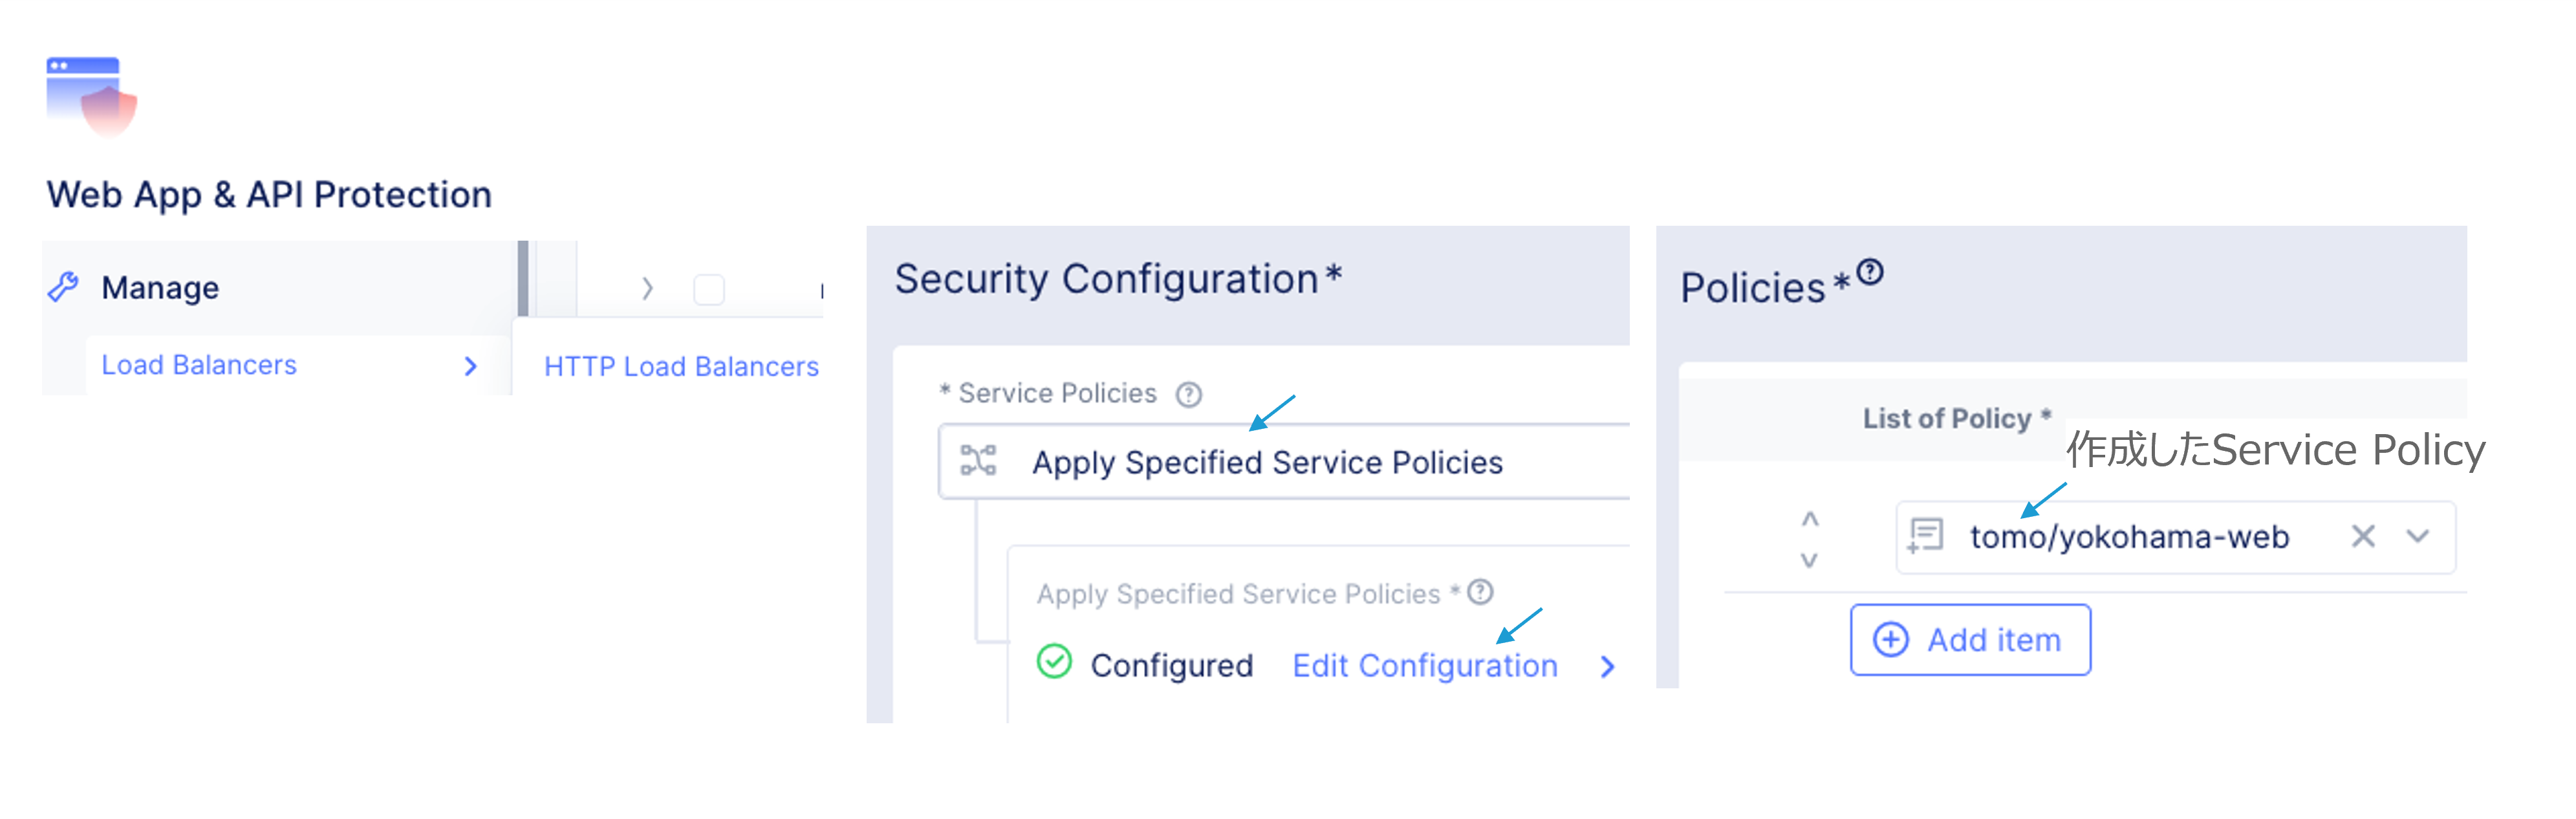 Web App & API Protection
Manage
Load Balancers
HTTP Load Balancers
Security Configuration*
* Service Policies
Apply Specified Service Policies
Apply Specified Service Policies *
Configured Edit Configuration
Policies*
List of Policy *
作成したService Policy
tomo/yokohama-web
Add item